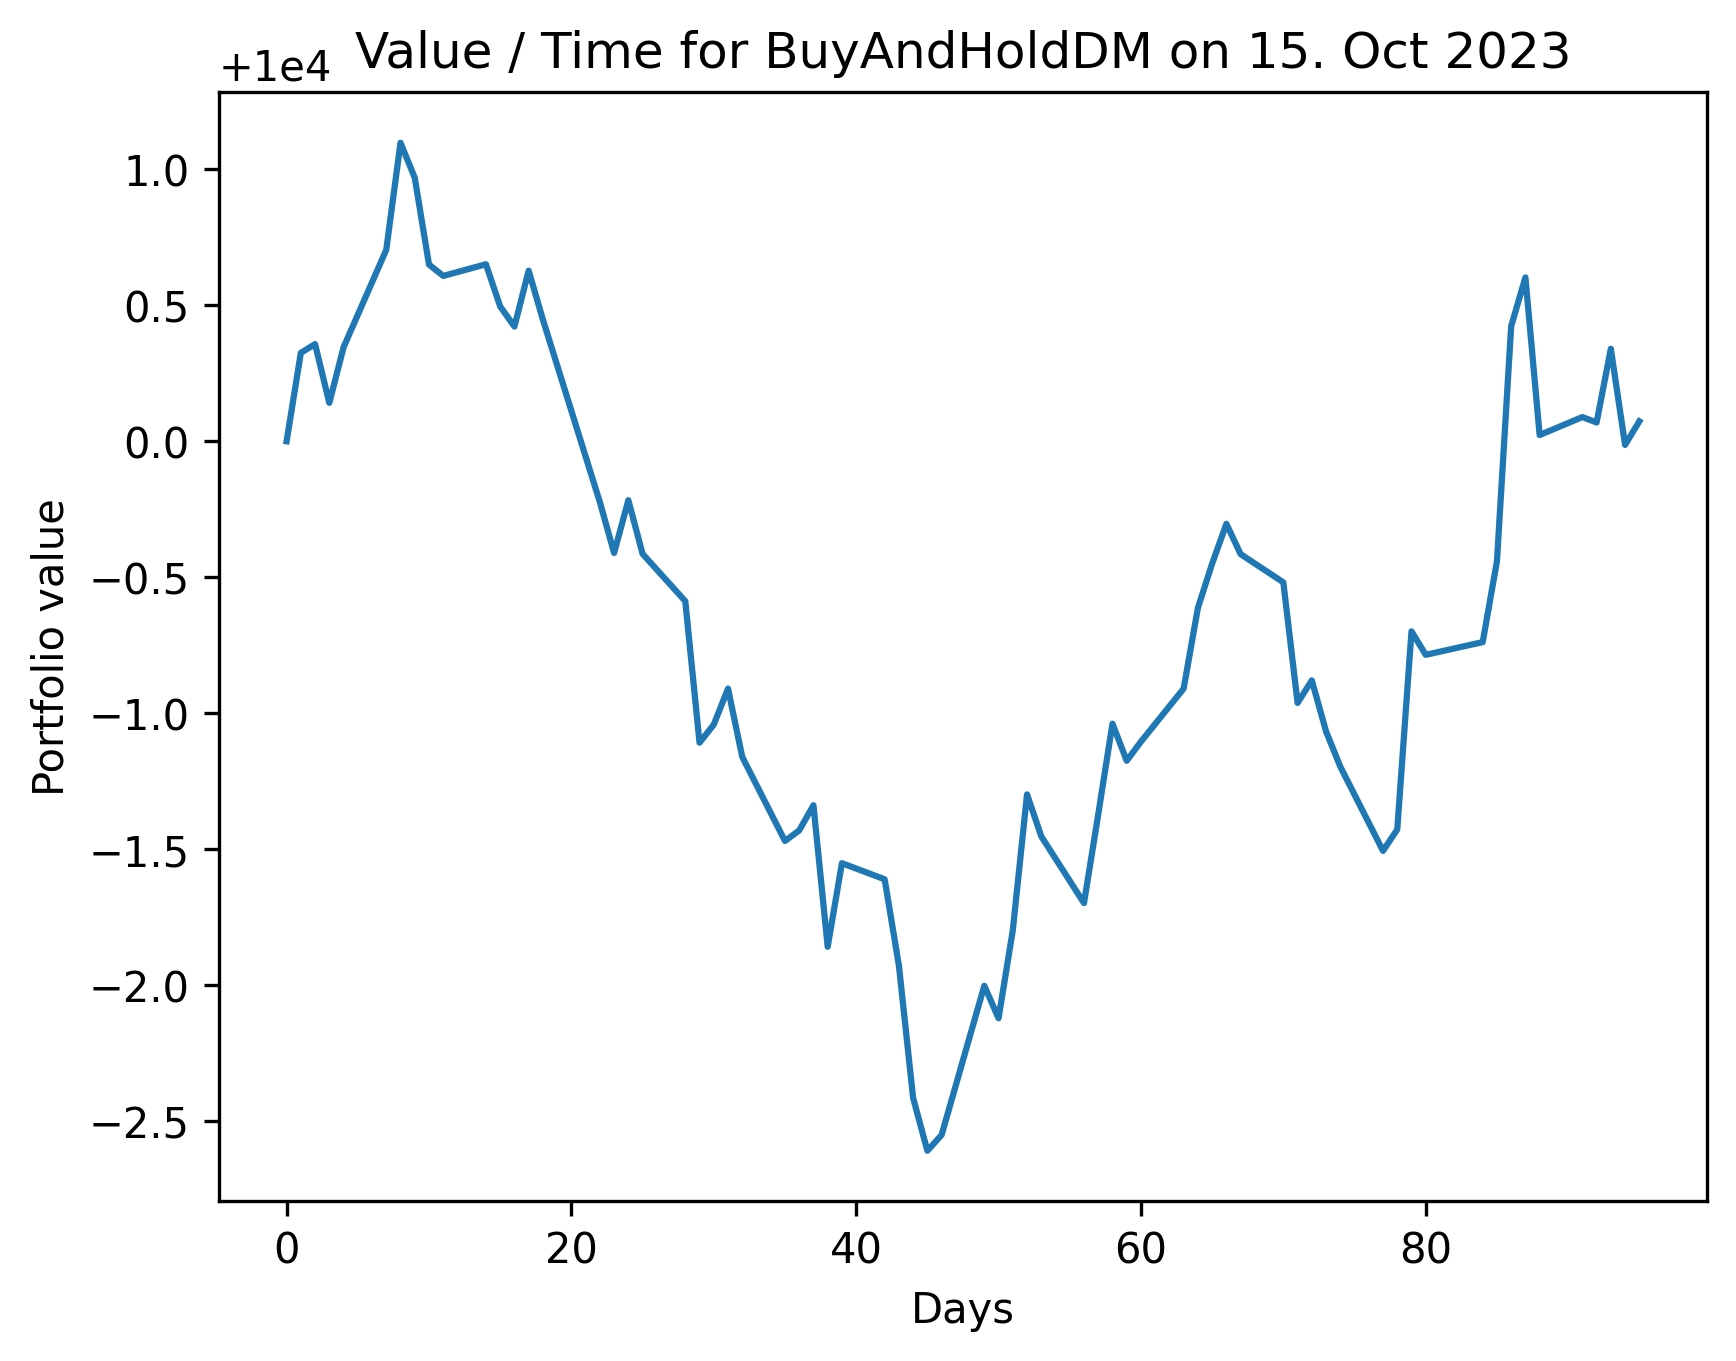 Value / Time for BuyAndHoldDM on 15. Oct 2023
+1e4
1.0
0.5
0.0
−0.5
−1.0
−1.5
−2.0
−2.5
Portfolio value
0 20 40 60 80
Days